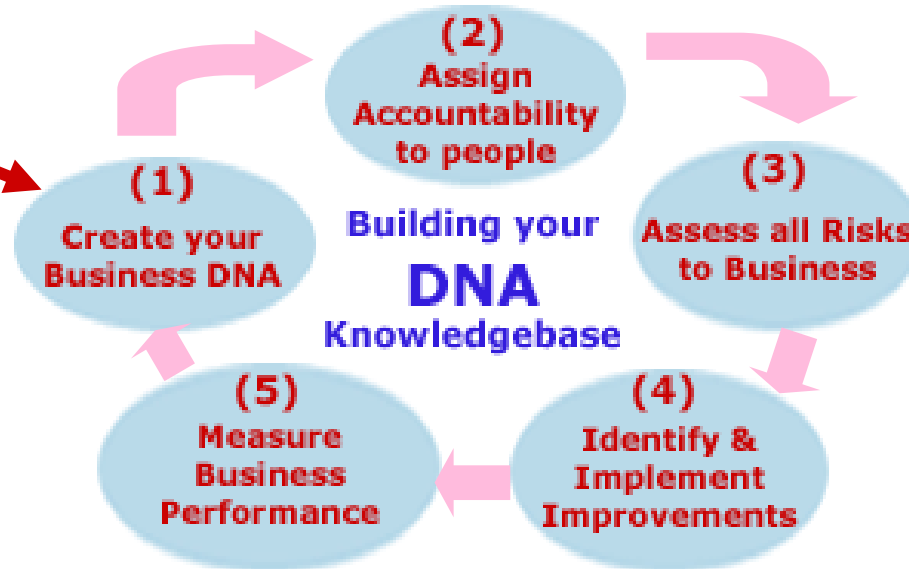 (1)
Create your
Business DNA
(2)
Assign
Accountability
to people
(3)
Assess all Risks
to Business
(4)
Identify &
Implement
Improvements
(5)
Measure
Business
Performance
Building your
DNA
Knowledgebase